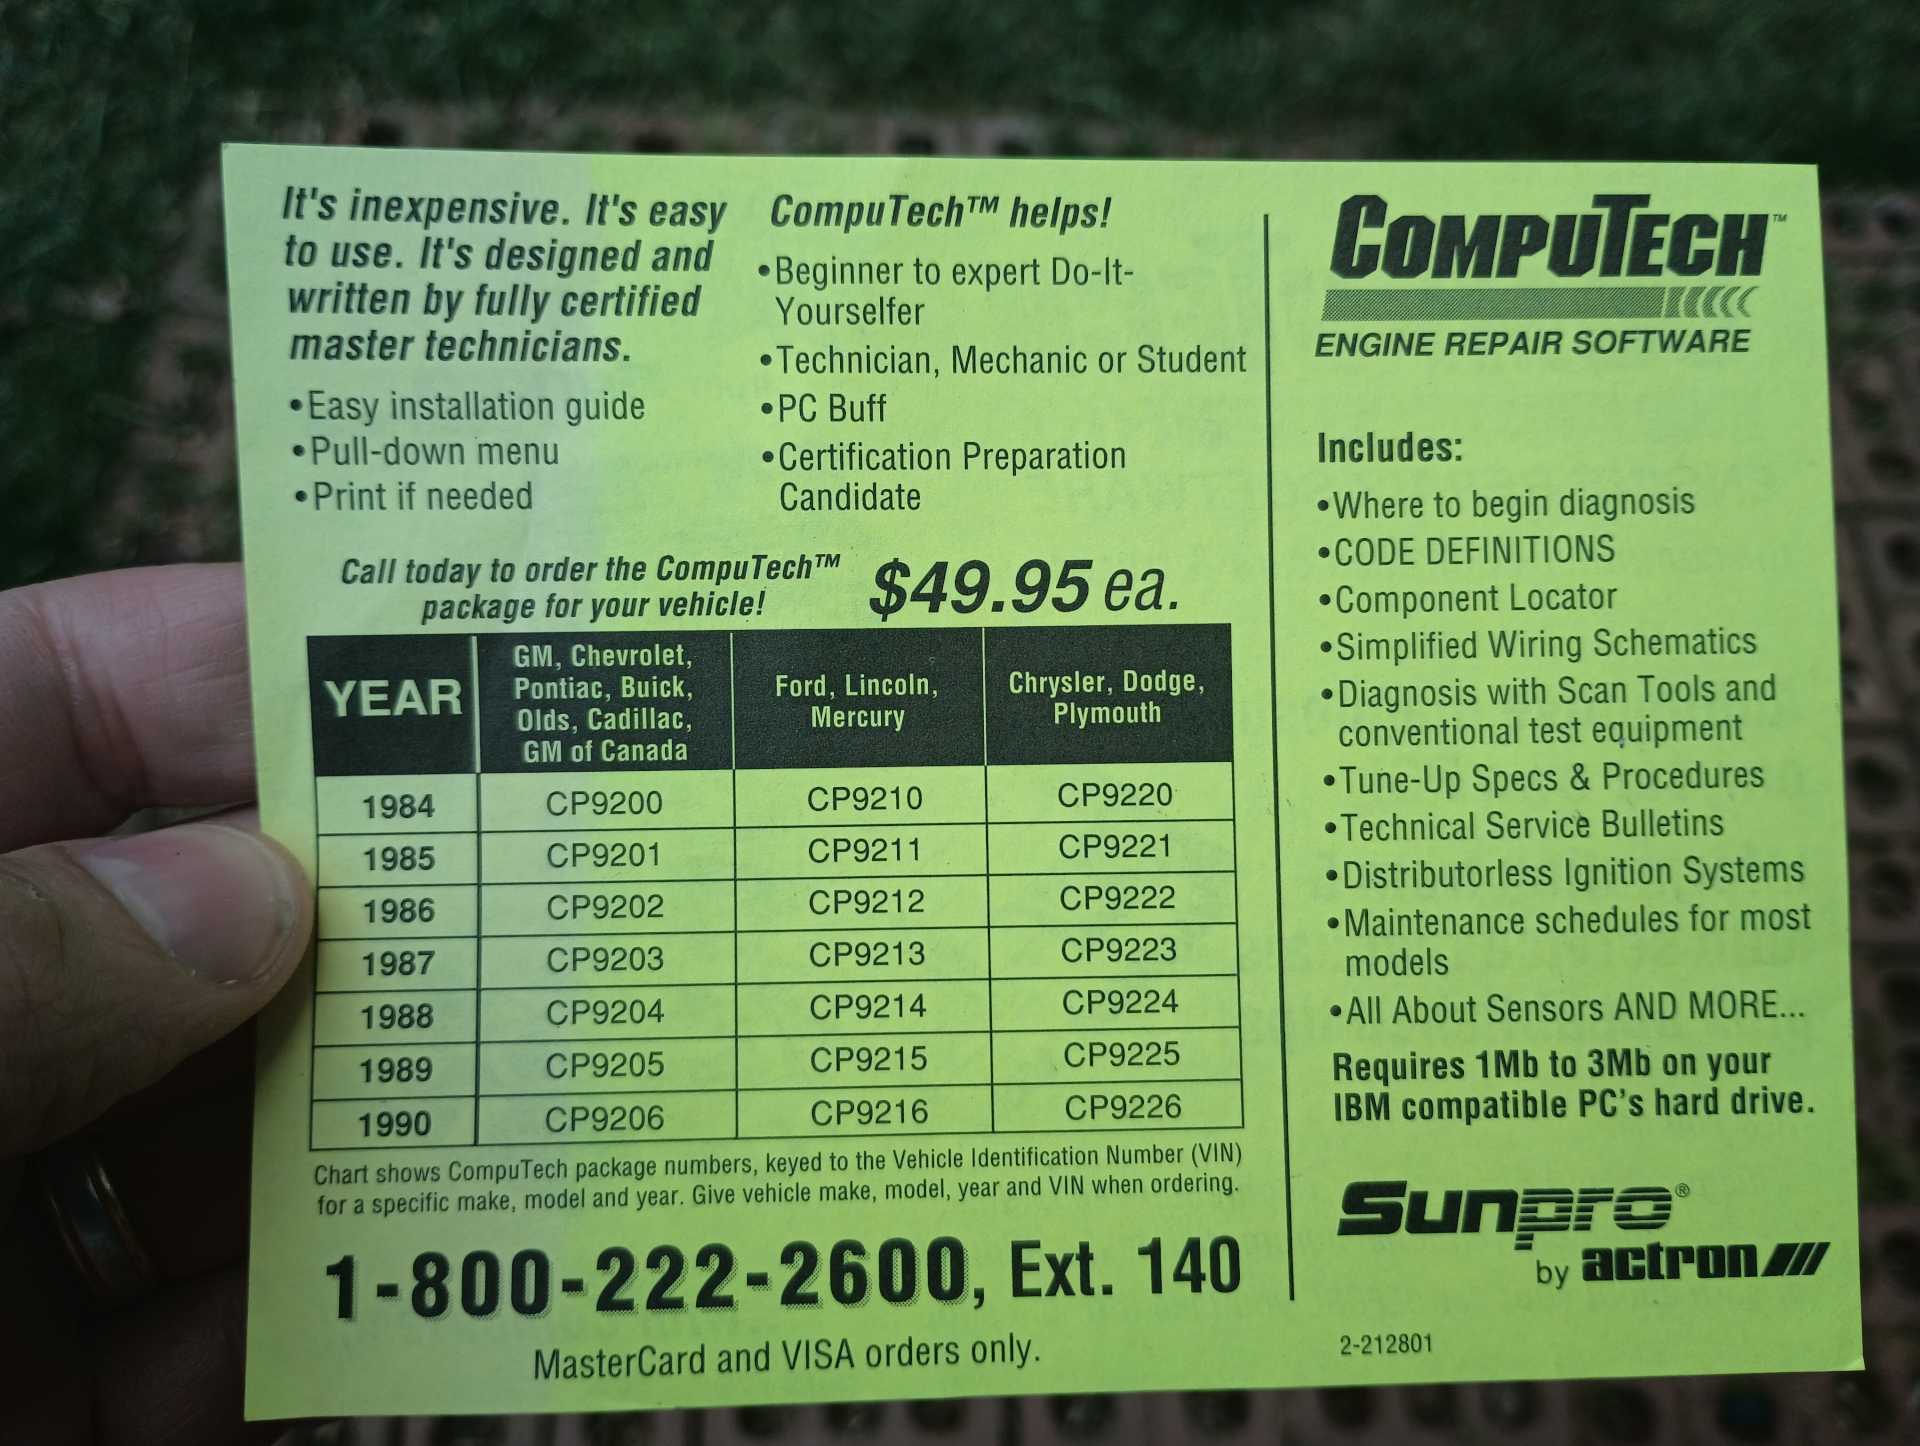 It's inexpensive. It's easy
to use. It's designed and
written by fully certified
master technicians.
•Easy installation guide
•Pull-down menu
•Print if needed
CompuTech™ helps!
•Beginner to expert Do-It-
Yourselfer
•Technician, Mechanic or Student
•PC Buff
•Certification Preparation
Candidate
Call today to order the CompuTech™
package for your vehicle!
$49.95 ea.
YEAR
GM, Chevrolet,
Pontiac, Buick,
Olds, Cadillac,
GM of Canada
Ford, Lincoln,
Mercury
Chrysler, Dodge,
Plymouth
1984 CP9200 CP9210 CP9220
1985 CP9201 CP9211 CP9221
1986 CP9202 CP9212 CP9222
1987 CP9203 CP9213 CP9223
1988 CP9204 CP9214 CP9224
1989 CP9205 CP9215 CP9225
1990 CP9206 CP9216 CP9226
Chart shows CompuTech package numbers, keyed to the Vehicle Identification Number (VIN)
for a specific make, model and year. Give vehicle make, model, year and VIN when ordering.
1-800-222-2600, Ext. 140
MasterCard and VISA orders only.
COMPUTECH™
ENGINE REPAIR SOFTWARE
Includes:
•Where to begin diagnosis
•CODE DEFINITIONS
•Component Locator
•Simplified Wiring Schematics
•Diagnosis with Scan Tools and
conventional test equipment
•Tune-Up Specs & Procedures
•Technical Service Bulletins
•Distributorless Ignition Systems
•Maintenance schedules for most
models
•All About Sensors AND MORE...
Requires 1Mb to 3Mb on your
IBM compatible PC's hard drive.
Sunpro®
by actron
2-212801